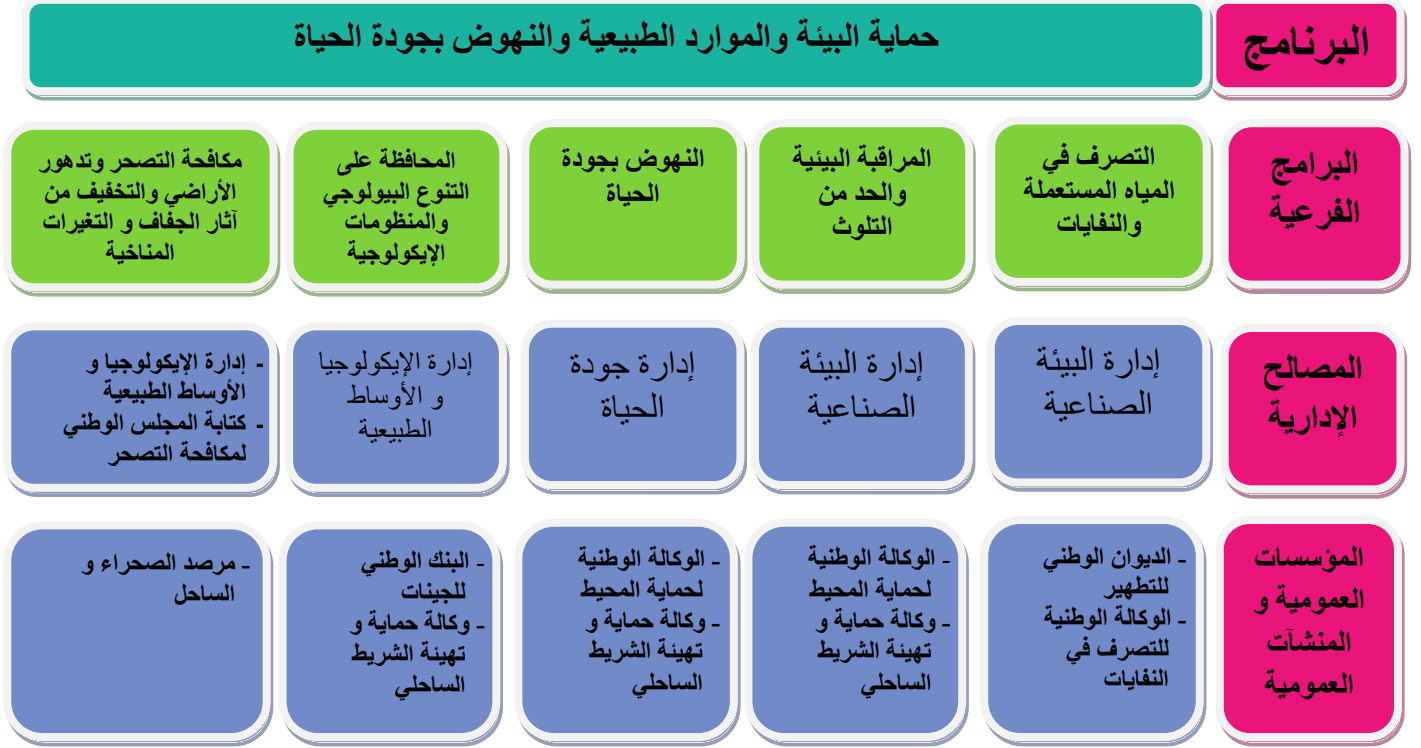 البرنامج
حماية البيئة والموارد الطبيعية والنهوض بجودة الحياة
البرامج
الفرعية
التصرف في
المياه المستعملة
والنفايات
المراقبة البيئية
والحد من
التلوث
النهوض بجودة
الحياة
المحافظة على
التنوع البيولوجي
والمنظومات
الإيكولوجية
مكافحة التصحر وتدهور
الأراضي والتخفيف من
آثار الجفاف و التغيرات
المناخية
المصالح
الإدارية
إدارة البيئة
الصناعية
إدارة البيئة
الصناعية
إدارة جودة
الحياة
إدارة الإيكولوجيا
و الأوساط
الطبيعية
- إدارة الإيكولوجيا و
الأوساط الطبيعية
- كتابة المجلس الوطني
لمكافحة التصحر
المؤسسات
العمومية و
المنشآت
العمومية
- الديوان الوطني
للتطهير
- الوكالة الوطنية
للتصرف في
النفايات
- الوكالة الوطنية
لحماية المحيط
- وكالة حماية و
تهيئة الشريط
الساحلي
- الوكالة الوطنية
لحماية المحيط
- وكالة حماية و
تهيئة الشريط
الساحلي
- البنك الوطني
للجينات
- وكالة حماية و
تهيئة الشريط
الساحلي
- مرصد الصحراء و
الساحل